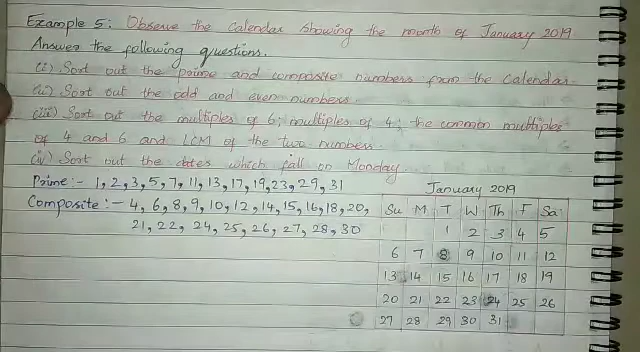 Example 5: Observe the Calendar showing the month of January 2019
Answer the following questions.
(i) Sort out the prime and composite numbers from the calendar
(ii) Sort out the odd and even numbers.
(iii) Sort out the multiples of 6; multiples of 4; the common multiples
of 4 and 6 and LCM of the two numbers.
(iv) Sort out the dates which fall on Monday.
Prime:- 1, 2, 3, 5, 7, 11, 13, 17, 19, 23, 29, 31
Composite:- 4, 6, 8, 9, 10, 12, 14, 15, 16, 18, 20,
21, 22, 24, 25, 26, 27, 28, 30
January 2019
Su M T W Th F Sa
1 2 3 4 5
6 7 8 9 10 11 12
13 14 15 16 17 18 19
20 21 22 23 24 25 26
27 28 29 30 31